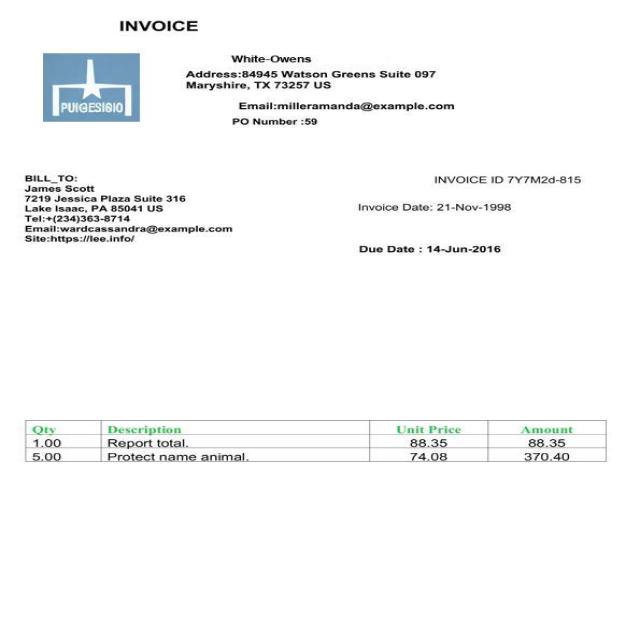 INVOICE
White-Owens
Address:84945 Watson Greens Suite 097
Maryshire, TX 73257 US
PUIGESIGIO
Email:milleramanda@example.com
PO Number :59
BILL_TO:
James Scott
7219 Jessica Plaza Suite 316
Lake Isaac, PA 85041 US
Tel:+(234)363-8714
Email:wardcassandra@example.com
Site:https://lee.info/
INVOICE ID 7Y7M2d-815
Invoice Date: 21-Nov-1998
Due Date : 14-Jun-2016
Qty Description Unit Price Amount
1.00 Report total. 88.35 88.35
5.00 Protect name animal. 74.08 370.40